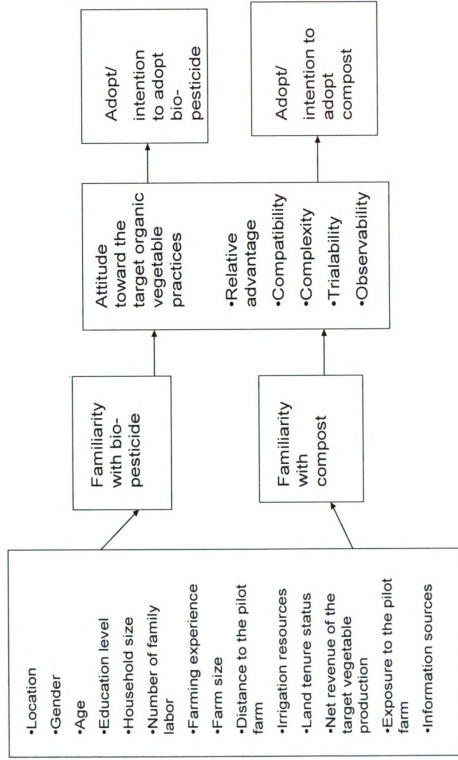 •Location
•Gender
•Age
•Education level
•Household size
•Number of family
labor
•Farming experience
•Farm size
•Distance to the pilot
farm
•Irrigation resources
•Land tenure status
•Net revenue of the
target vegetable
production
•Exposure to the pilot
farm
•Information sources
Familiarity
with bio-
pesticide
Familiarity
with
compost
Attitude
toward the
target organic
vegetable
practices
•Relative
advantage
•Compatibility
•Complexity
•Trialability
•Observability
Adopt/
intention
to adopt
bio-
pesticide
Adopt/
intention to
adopt
compost